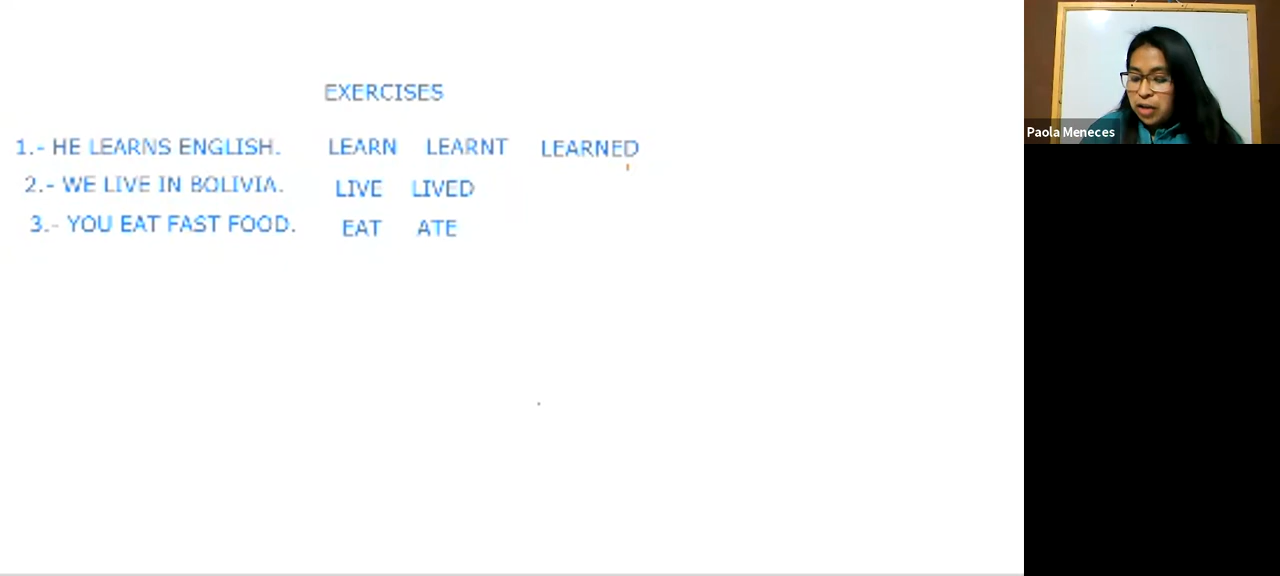 EXERCISES
1.- HE LEARNS ENGLISH. LEARN LEARNT LEARNED
2.- WE LIVE IN BOLIVIA. LIVE LIVED
3.- YOU EAT FAST FOOD. EAT ATE
Paola Meneces